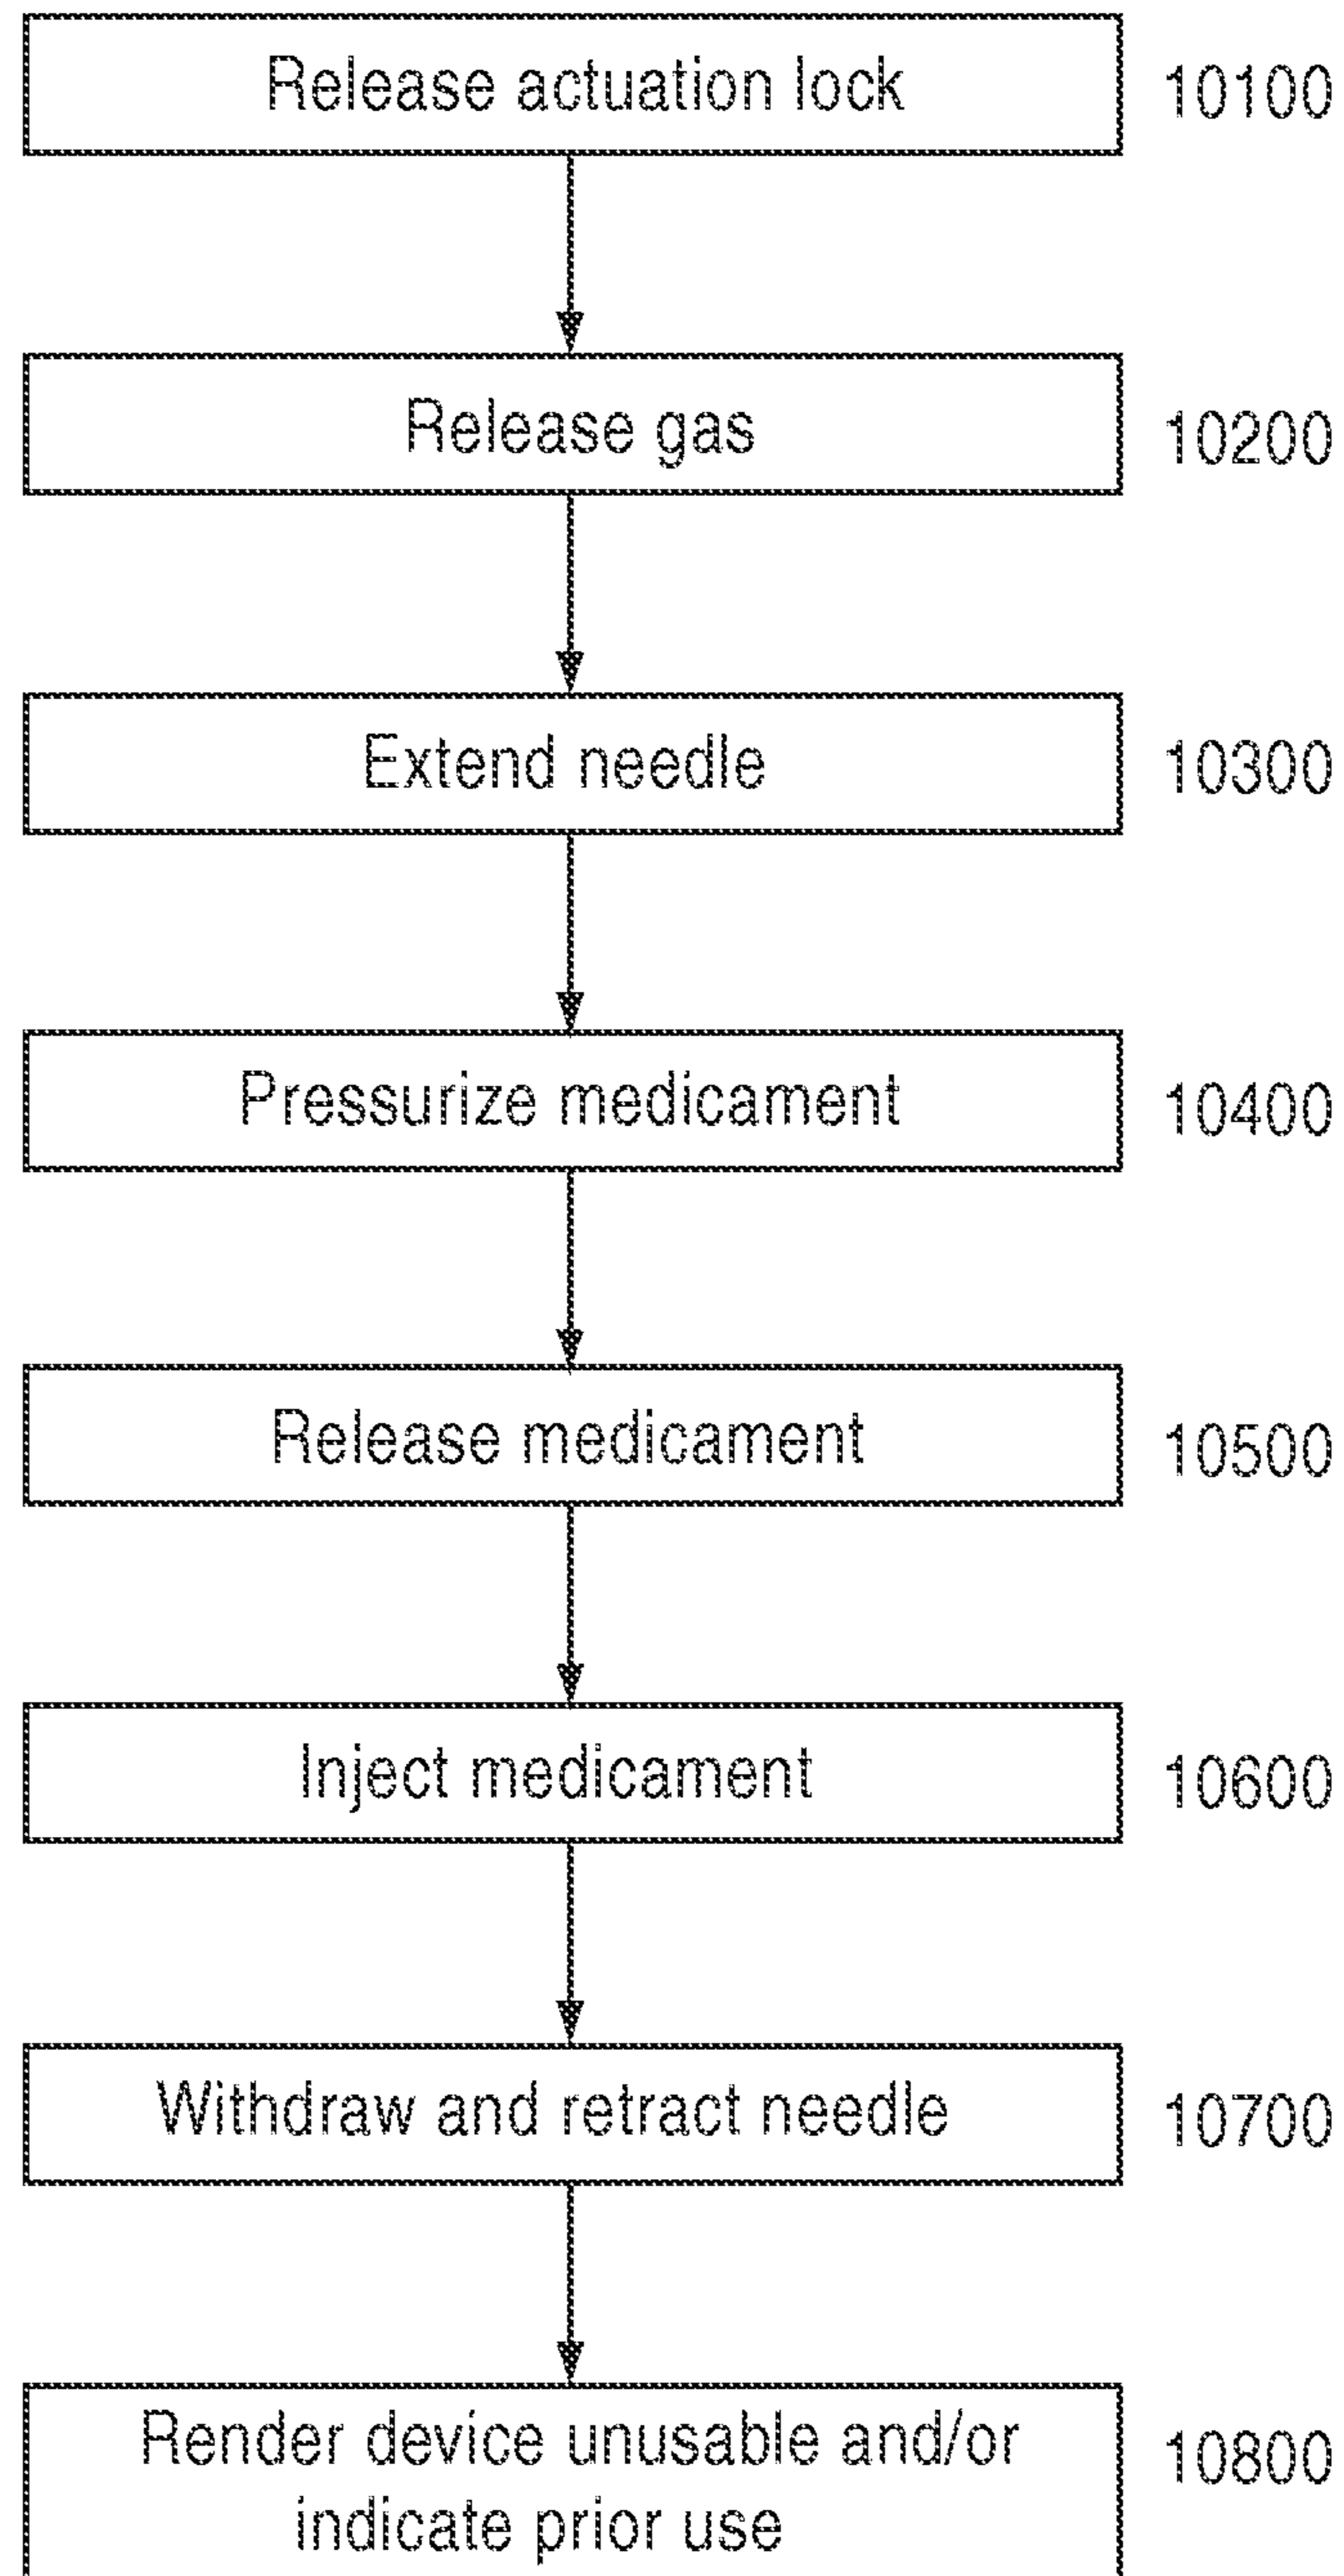 Release actuation lock 10100
Release gas 10200
Extend needle 10300
Pressurize medicament 10400
Release medicament 10500
Inject medicament 10600
Withdraw and retract needle 10700
Render device unusable and/or 10800
indicate prior use